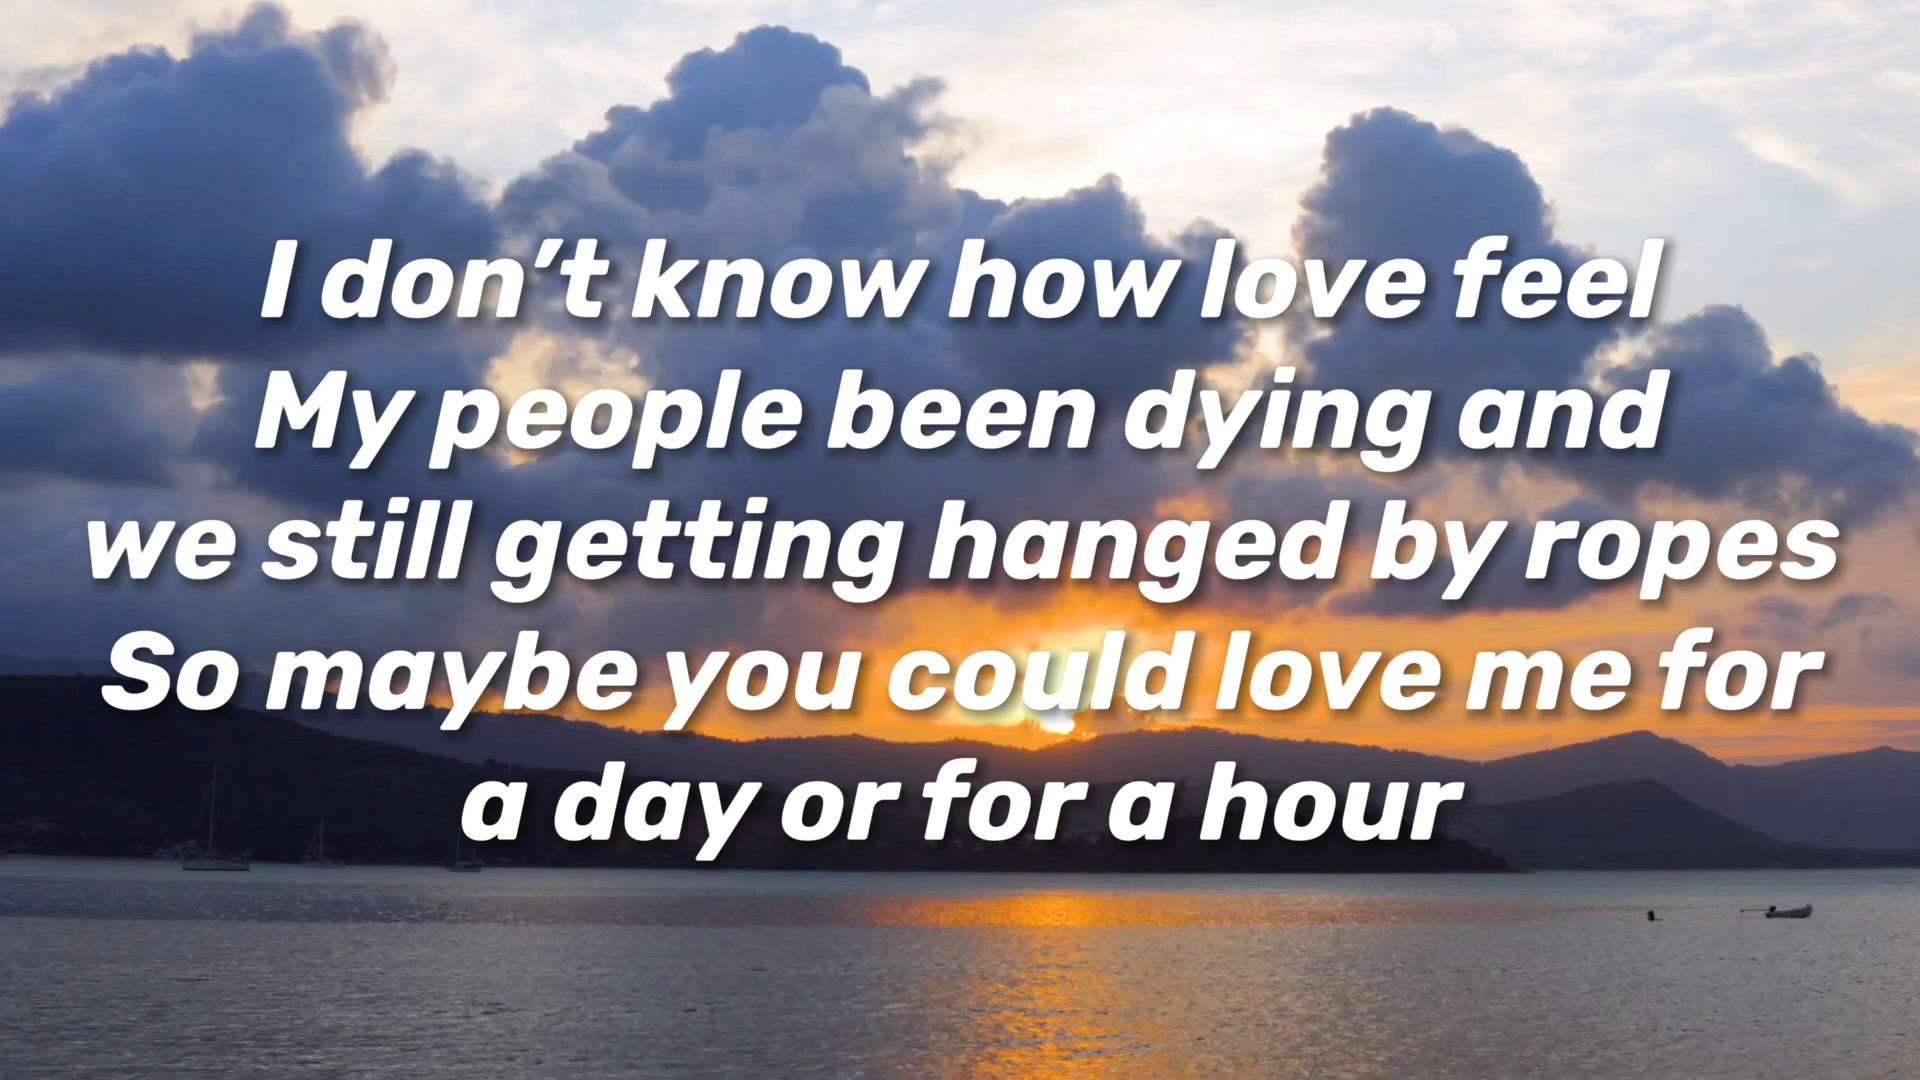 I don’t know how love feel
My people been dying and
we still getting hanged by ropes
So maybe you could love me for
a day or for a hour